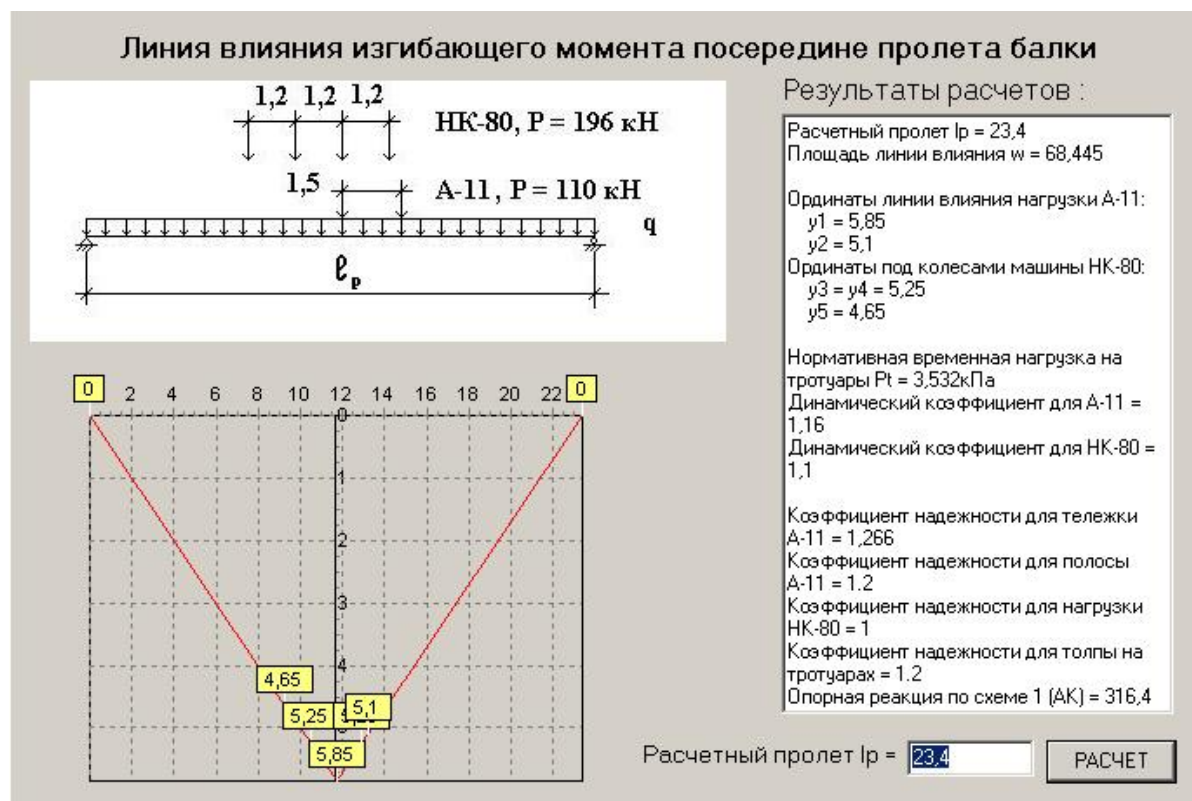 Линия влияния изгибающего момента посередине пролета балки
1,2 1,2 1,2
НК-80, P = 196 кН
1,5
А-11, P = 110 кН
q
ℓр
0 2 4 6 8 10 12 14 16 18 20 22 0
0
1
2
3
4
4,65
5,25
5,1
5,85
Результаты расчетов :
Расчетный пролет lp = 23,4
Площадь линии влияния w = 68,445
Ординаты линии влияния нагрузки А-11:
y1 = 5,85
y2 = 5,1
Ординаты под колесами машины НК-80:
y3 = y4 = 5,25
y5 = 4,65
Нормативная временная нагрузка на
тротуары Pt = 3,532кПа
Динамический коэффициент для А-11 =
1,16
Динамический коэффициент для НК-80 =
1,1
Коэффициент надежности для тележки
А-11 = 1,266
Коэффициент надежности для полосы
А-11 = 1.2
Коэффициент надежности для нагрузки
НК-80 = 1
Коэффициент надежности для толпы на
тротуарах = 1.2
Опорная реакция по схеме 1 (АК) = 316,4
Расчетный пролет lp = 23,4
РАСЧЕТ